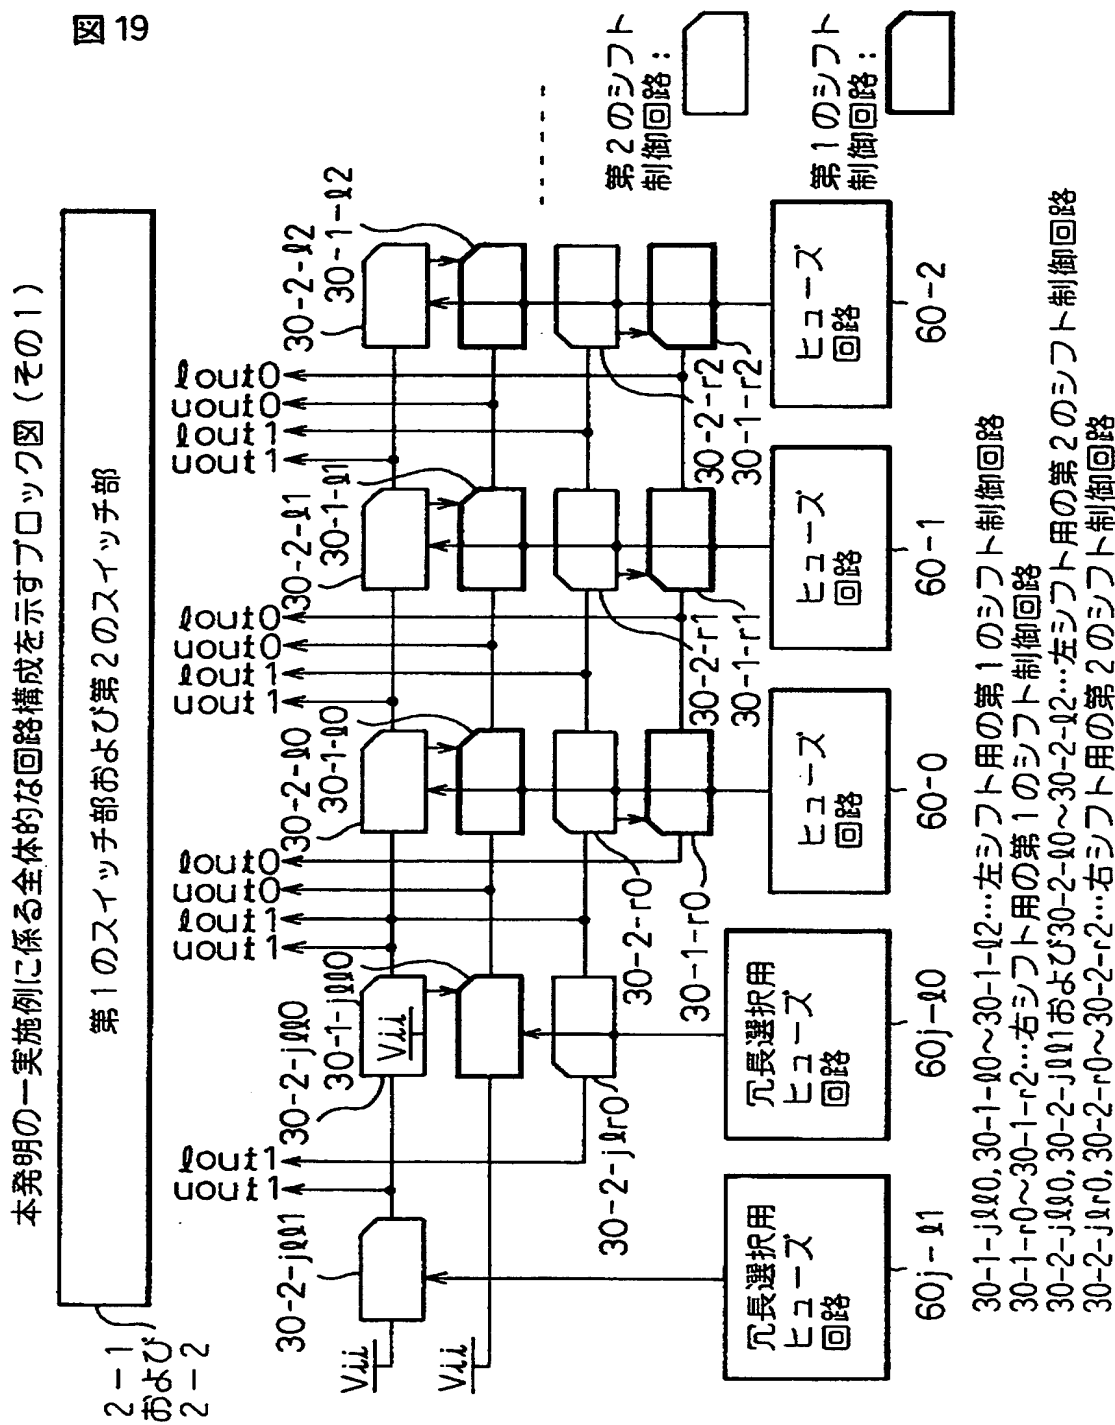 図19
本発明の一実施例に係る全体的な回路構成を示すブロック図（その1）
第1のスイッチ部および第2のスイッチ部
2－1
および
2－2
uout1
lout1
uout1
lout1
uout0
lout0
uout1
lout1
uout0
lout0
uout1
lout1
uout0
lout0
30-2-jℓℓ1
30-2-jℓℓ0
30-1-jℓℓ0
30-2-ℓ0
30-1-ℓ0
30-2-ℓ1
30-1-ℓ1
30-2-ℓ2
30-1-ℓ2
Vii
Vii
Vii
30-2-jℓr0
30-2-r0
30-1-r0
30-2-r1
30-1-r1
30-2-r2
30-1-r2
冗長選択用
ヒューズ
回路
冗長選択用
ヒューズ
回路
ヒューズ
回路
ヒューズ
回路
ヒューズ
回路
60j-ℓ1
60j-ℓ0
60-0
60-1
60-2
第2のシフト
制御回路：
第1のシフト
制御回路：
30-1-jℓℓ0,30-1-ℓ0～30-1-ℓ2…左シフト用の第1のシフト制御回路
30-1-r0～30-1-r2…右シフト用の第1のシフト制御回路
30-2-jℓℓ0,30-2-jℓℓ1および30-2-ℓ0～30-2-ℓ2…左シフト用の第2のシフト制御回路
30-2-jℓr0,30-2-r0～30-2-r2…右シフト用の第2のシフト制御回路